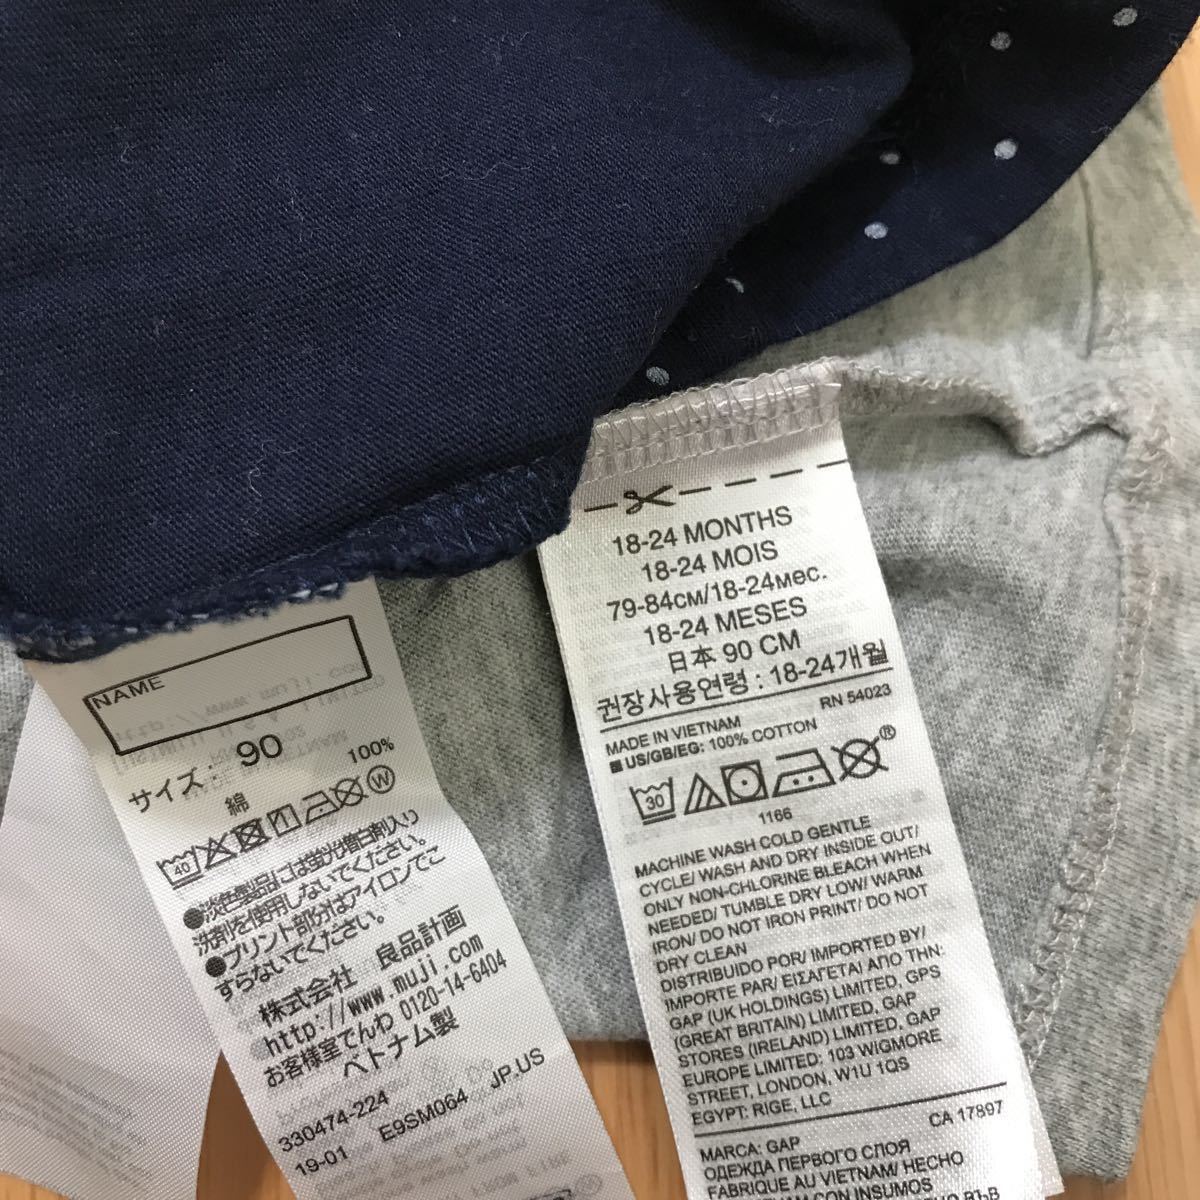 NAME
サイズ: 90
綿 100%
40
W
●淡色製品には蛍光増白剤入り
洗剤を使用しないでください。
●プリント部分はアイロンでこ
すらないでください。
株式会社 良品計画
http://www.muji.com
お客様室でんわ 0120-14-6404
ベトナム製
330474-224
19-01 E9SM064 JP.US
18-24 MONTHS
18-24 MOIS
79-84см/18-24мес.
18-24 MESES
日本 90 CM
권장사용연령 : 18-24개월
RN 54023
MADE IN VIETNAM
■ US/GB/EG: 100% COTTON
30
®
1166
MACHINE WASH COLD GENTLE
CYCLE/ WASH AND DRY INSIDE OUT/
ONLY NON-CHLORINE BLEACH WHEN
NEEDED/ TUMBLE DRY LOW/ WARM
IRON/ DO NOT IRON PRINT/ DO NOT
DRY CLEAN
DISTRIBUIDO POR/ IMPORTED BY/
IMPORTE PAR/ ΕΙΣΑΓΕΤΑΙ ΑΠΟ ΤΗΝ:
GAP (UK HOLDINGS) LIMITED, GPS
(GREAT BRITAIN) LIMITED, GAP
STORES (IRELAND) LIMITED, GAP
EUROPE LIMITED: 103 WIGMORE
STREET, LONDON, W1U 1QS
EGYPT: RIGE, LLC
CA 17897
MARCA: GAP
ОДЕЖДА ПЕРВОГО СЛОЯ
FABRIQUE AU VIETNAM/ HECHO
CON INSUMOS